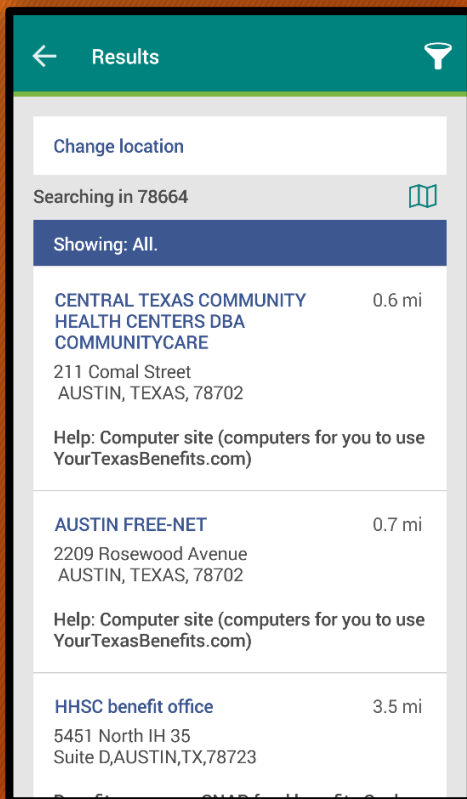 Results
Change location
Searching in 78664
Showing: All.
CENTRAL TEXAS COMMUNITY 0.6 mi
HEALTH CENTERS DBA
COMMUNITYCARE
211 Comal Street
AUSTIN, TEXAS, 78702
Help: Computer site (computers for you to use
YourTexasBenefits.com)
AUSTIN FREE-NET 0.7 mi
2209 Rosewood Avenue
AUSTIN, TEXAS, 78702
Help: Computer site (computers for you to use
YourTexasBenefits.com)
HHSC benefit office 3.5 mi
5451 North IH 35
Suite D,AUSTIN,TX,78723